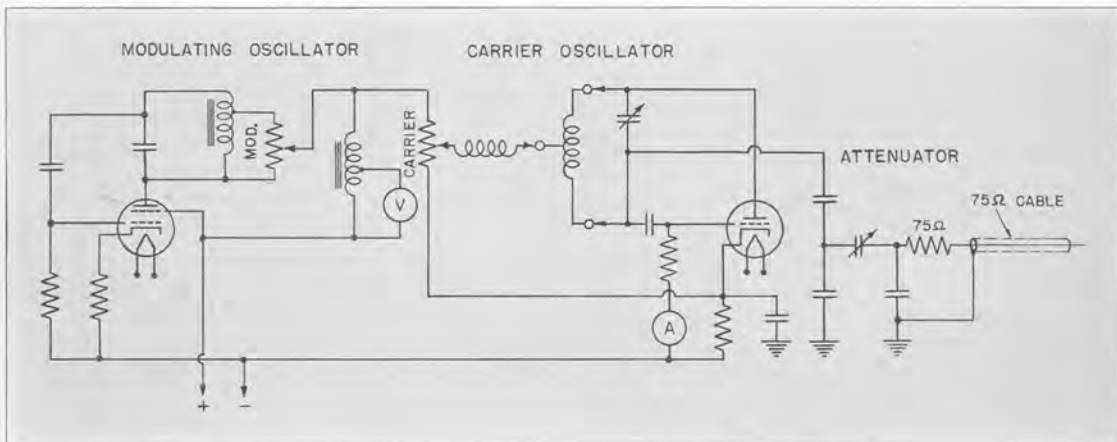 MODULATING OSCILLATOR
CARRIER OSCILLATOR
MOD.
CARRIER
V
A
ATTENUATOR
75Ω
75Ω CABLE
+
−